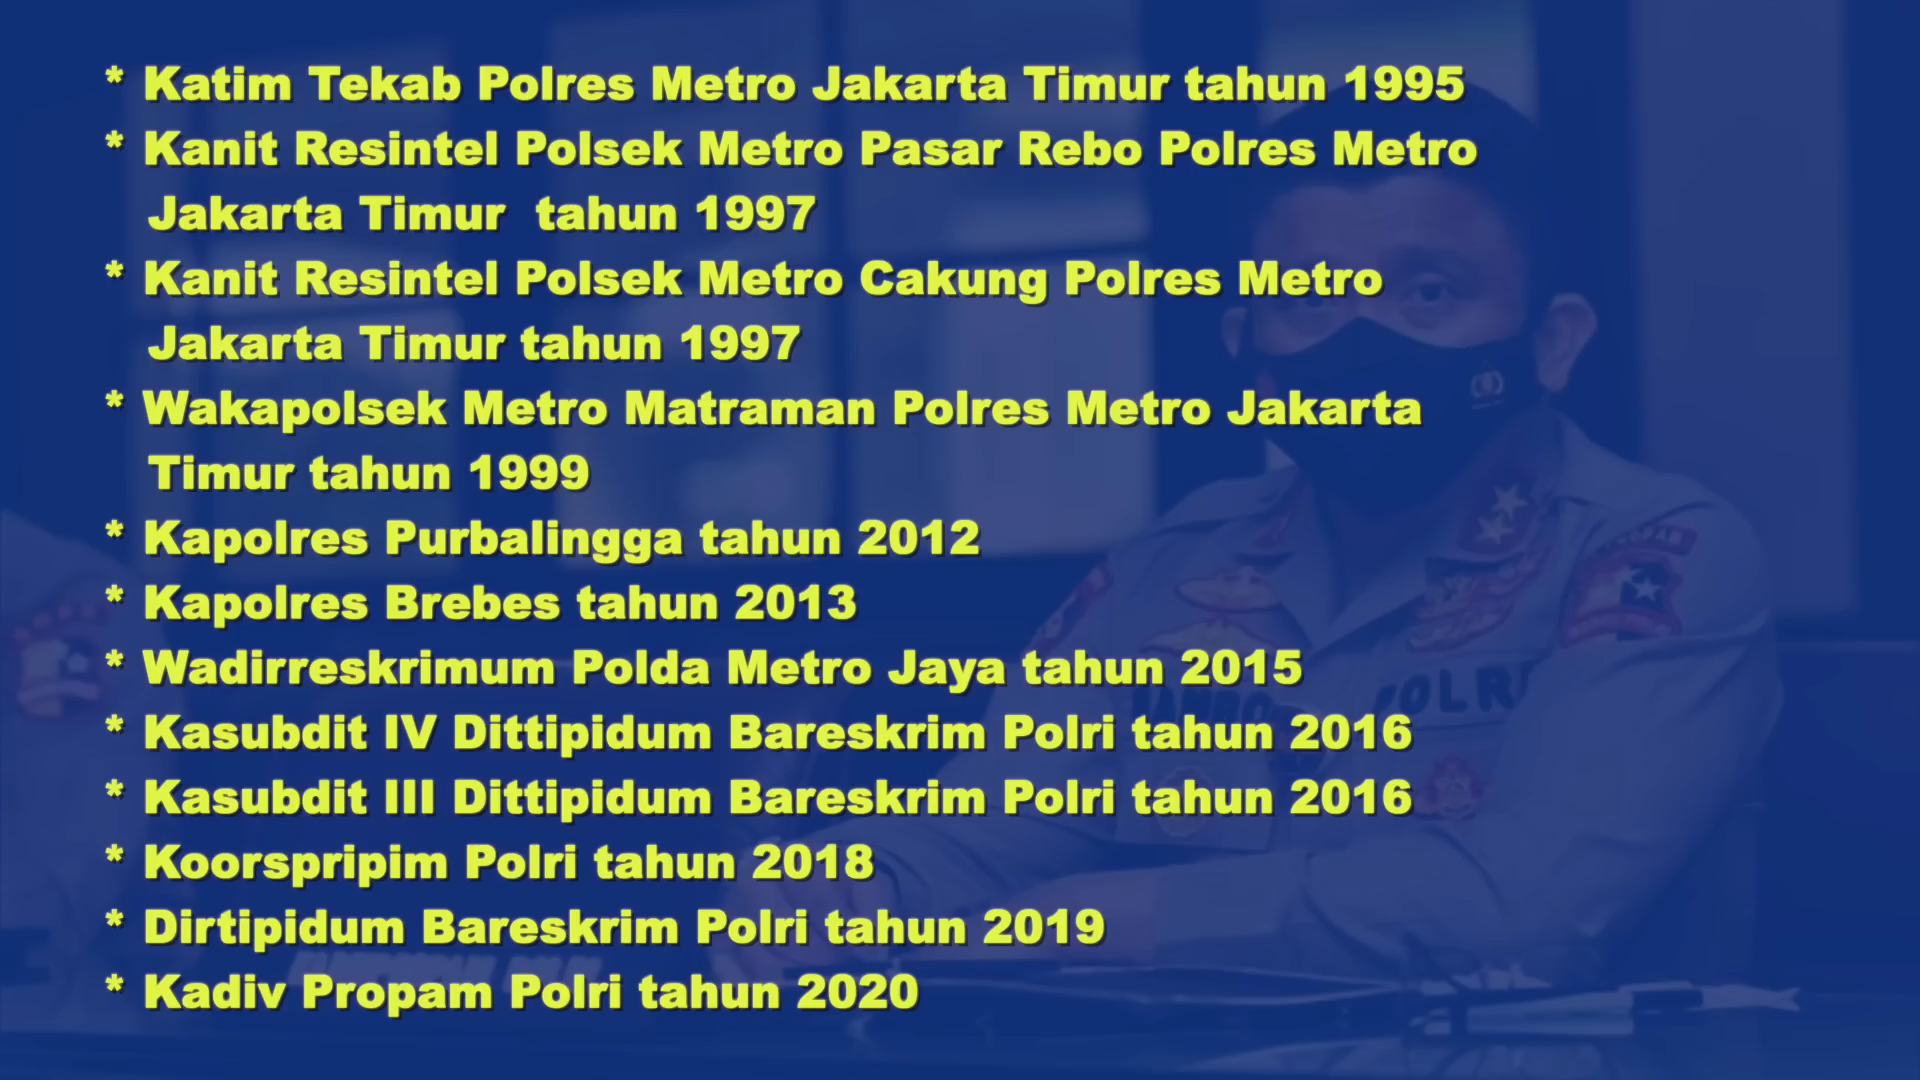 * Katim Tekab Polres Metro Jakarta Timur tahun 1995
* Kanit Resintel Polsek Metro Pasar Rebo Polres Metro
Jakarta Timur tahun 1997
* Kanit Resintel Polsek Metro Cakung Polres Metro
Jakarta Timur tahun 1997
* Wakapolsek Metro Matraman Polres Metro Jakarta
Timur tahun 1999
* Kapolres Purbalingga tahun 2012
* Kapolres Brebes tahun 2013
* Wadirreskrimum Polda Metro Jaya tahun 2015
* Kasubdit IV Dittipidum Bareskrim Polri tahun 2016
* Kasubdit III Dittipidum Bareskrim Polri tahun 2016
* Koorspripim Polri tahun 2018
* Dirtipidum Bareskrim Polri tahun 2019
* Kadiv Propam Polri tahun 2020